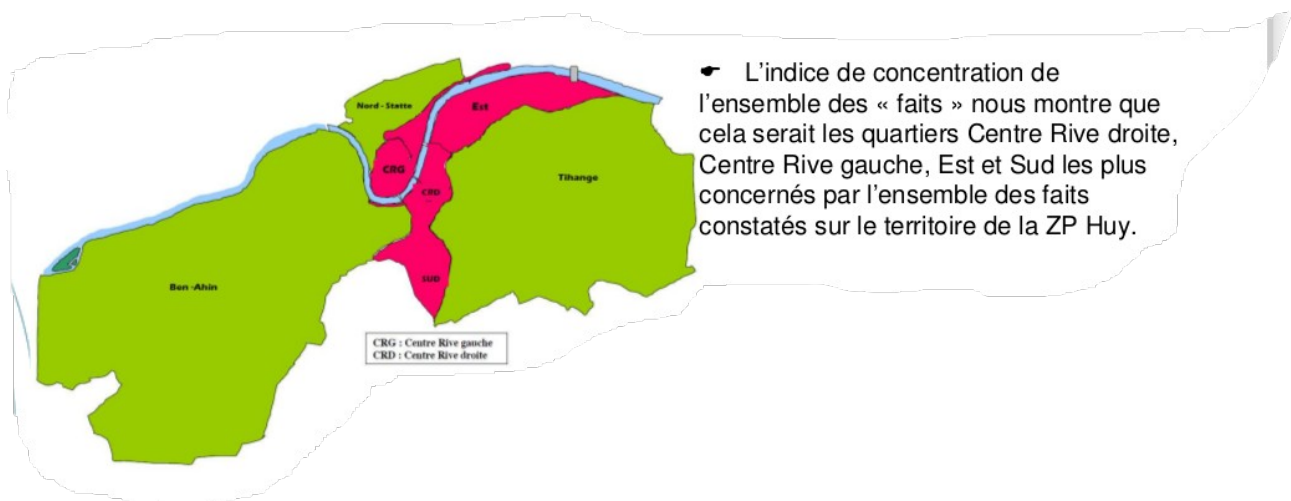 Nord - Statte
Est
CRG
CRD
Tihange
SUD
Ben -Ahin
CRG : Centre Rive gauche
CRD : Centre Rive droite
☛ L'indice de concentration de
l'ensemble des « faits » nous montre que
cela serait les quartiers Centre Rive droite,
Centre Rive gauche, Est et Sud les plus
concernés par l'ensemble des faits
constatés sur le territoire de la ZP Huy.